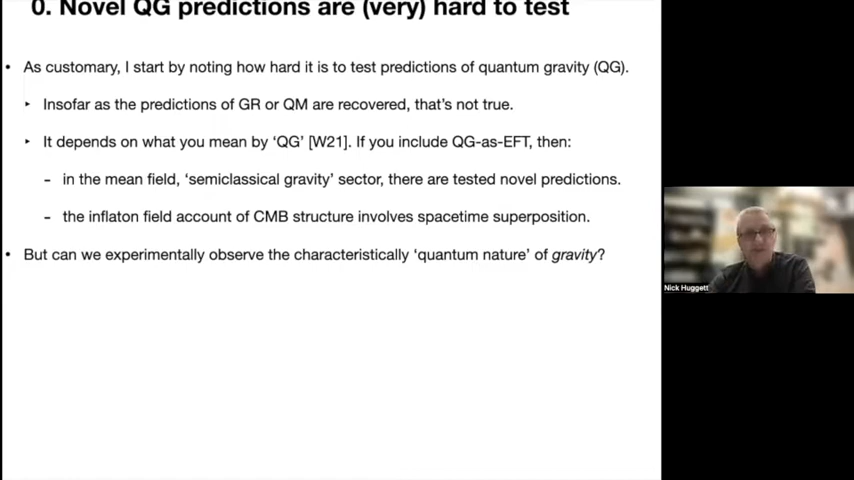 0. Novel QG predictions are (very) hard to test
• As customary, I start by noting how hard it is to test predictions of quantum gravity (QG).
‣ Insofar as the predictions of GR or QM are recovered, that's not true.
‣ It depends on what you mean by 'QG' [W21]. If you include QG-as-EFT, then:
- in the mean field, 'semiclassical gravity' sector, there are tested novel predictions.
- the inflaton field account of CMB structure involves spacetime superposition.
• But can we experimentally observe the characteristically 'quantum nature' of gravity?
Nick Huggett